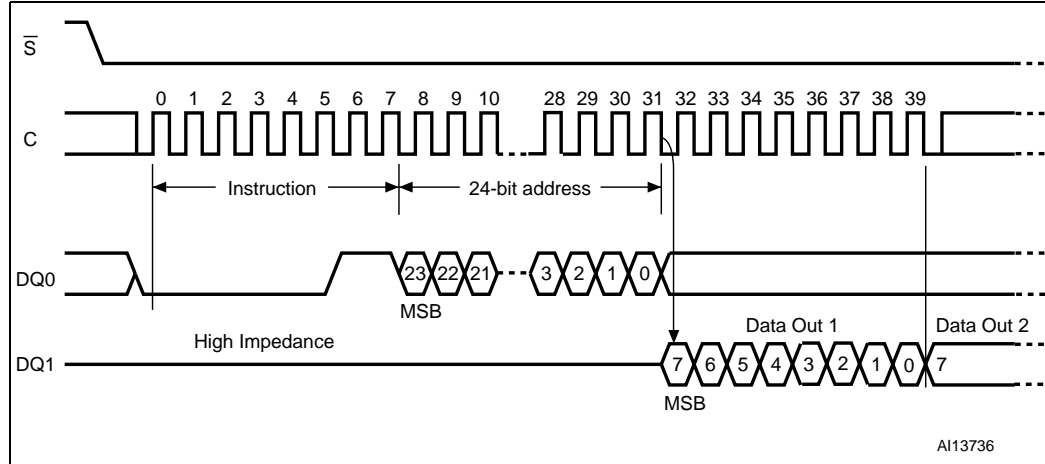 S
0 1 2 3 4 5 6 7 8 9 10 28 29 30 31 32 33 34 35 36 37 38 39
C
Instruction 24-bit address
DQ0 23 22 21 3 2 1 0
MSB
High Impedance Data Out 1 Data Out 2
DQ1 7 6 5 4 3 2 1 0 7
MSB
AI13736